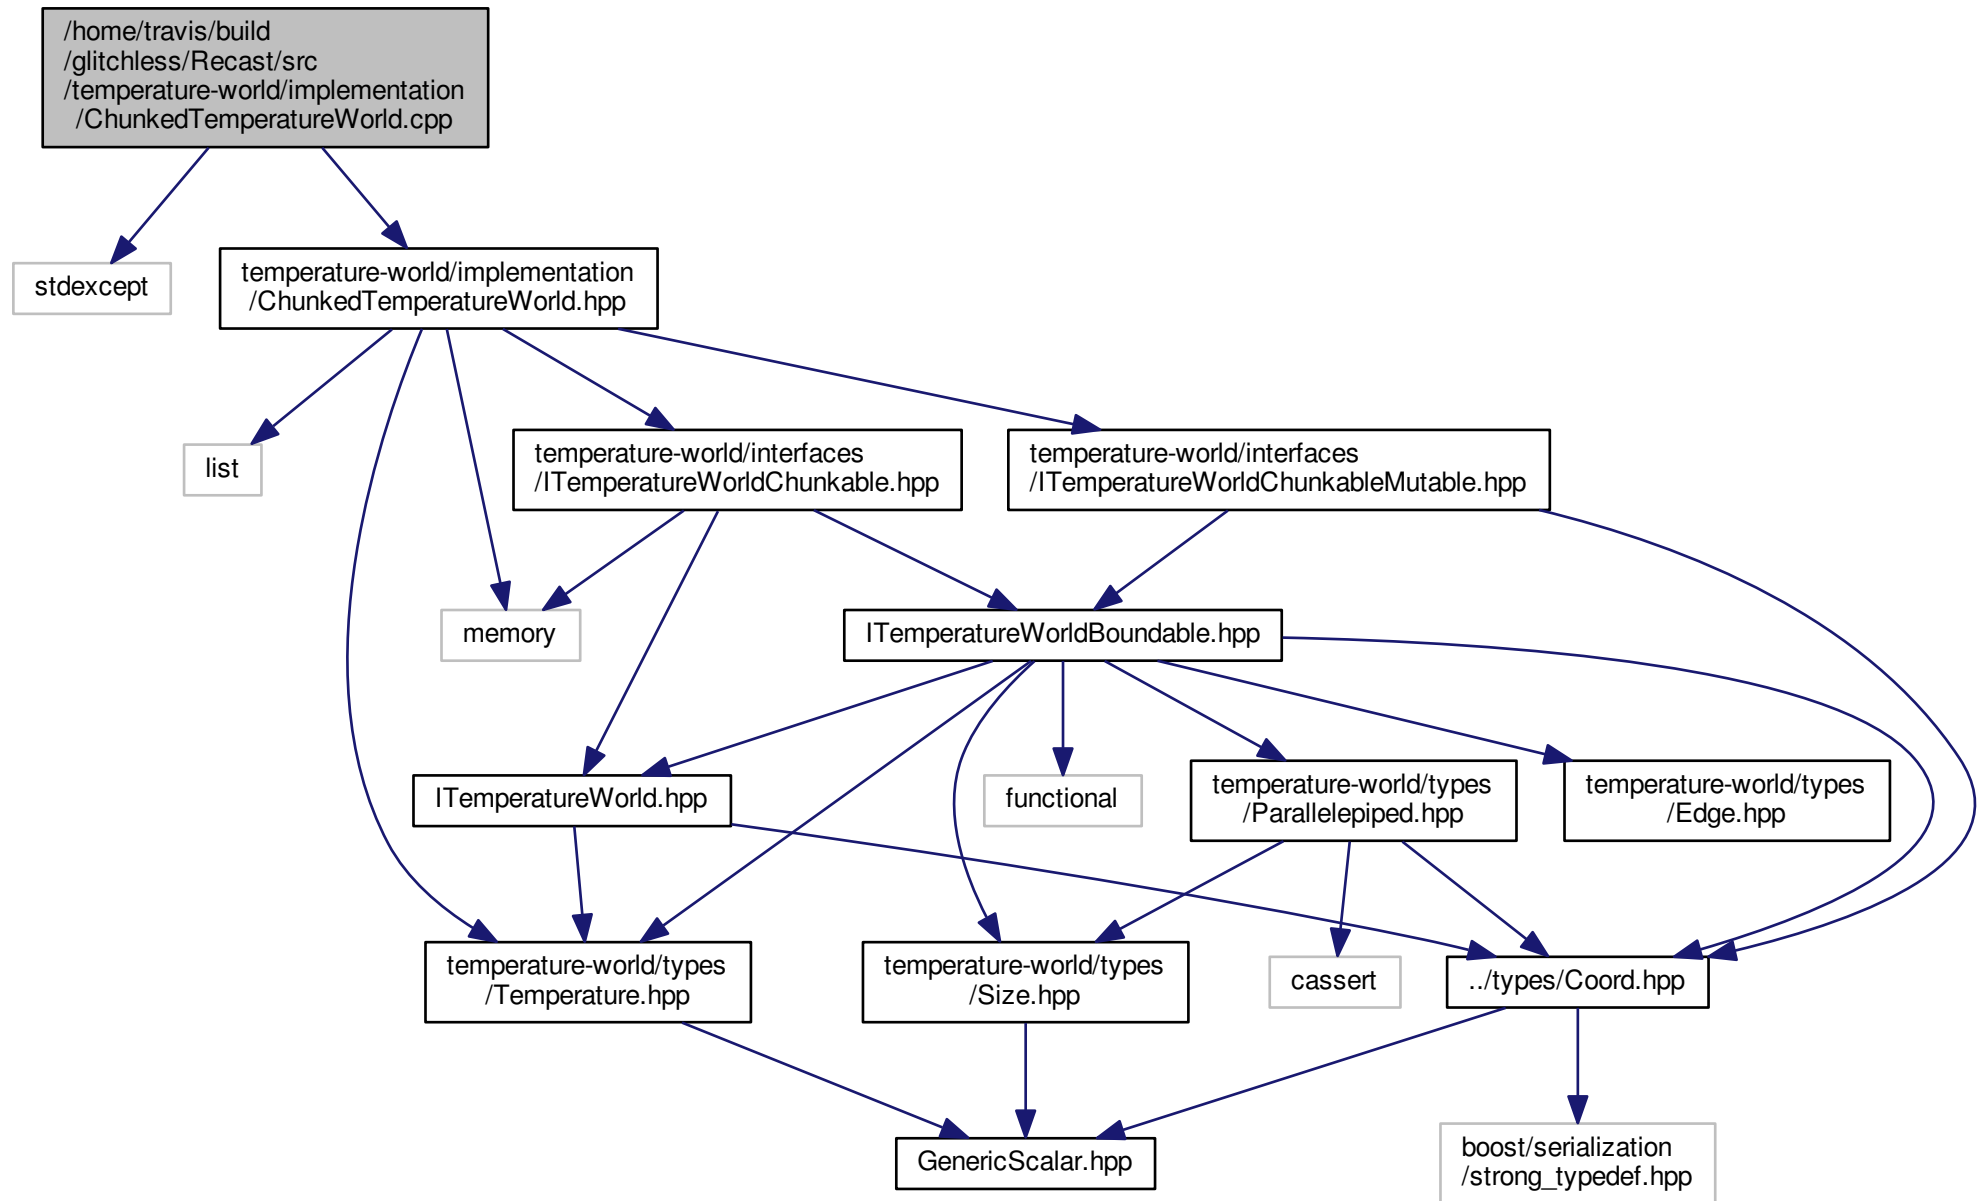 /home/travis/build
/glitchless/Recast/src
/temperature-world/implementation
/ChunkedTemperatureWorld.cpp
stdexcept
temperature-world/implementation
/ChunkedTemperatureWorld.hpp
list
temperature-world/interfaces
/ITemperatureWorldChunkable.hpp
temperature-world/interfaces
/ITemperatureWorldChunkableMutable.hpp
memory
ITemperatureWorldBoundable.hpp
ITemperatureWorld.hpp
functional
temperature-world/types
/Parallelepiped.hpp
temperature-world/types
/Edge.hpp
temperature-world/types
/Temperature.hpp
temperature-world/types
/Size.hpp
cassert
../types/Coord.hpp
GenericScalar.hpp
boost/serialization
/strong_typedef.hpp